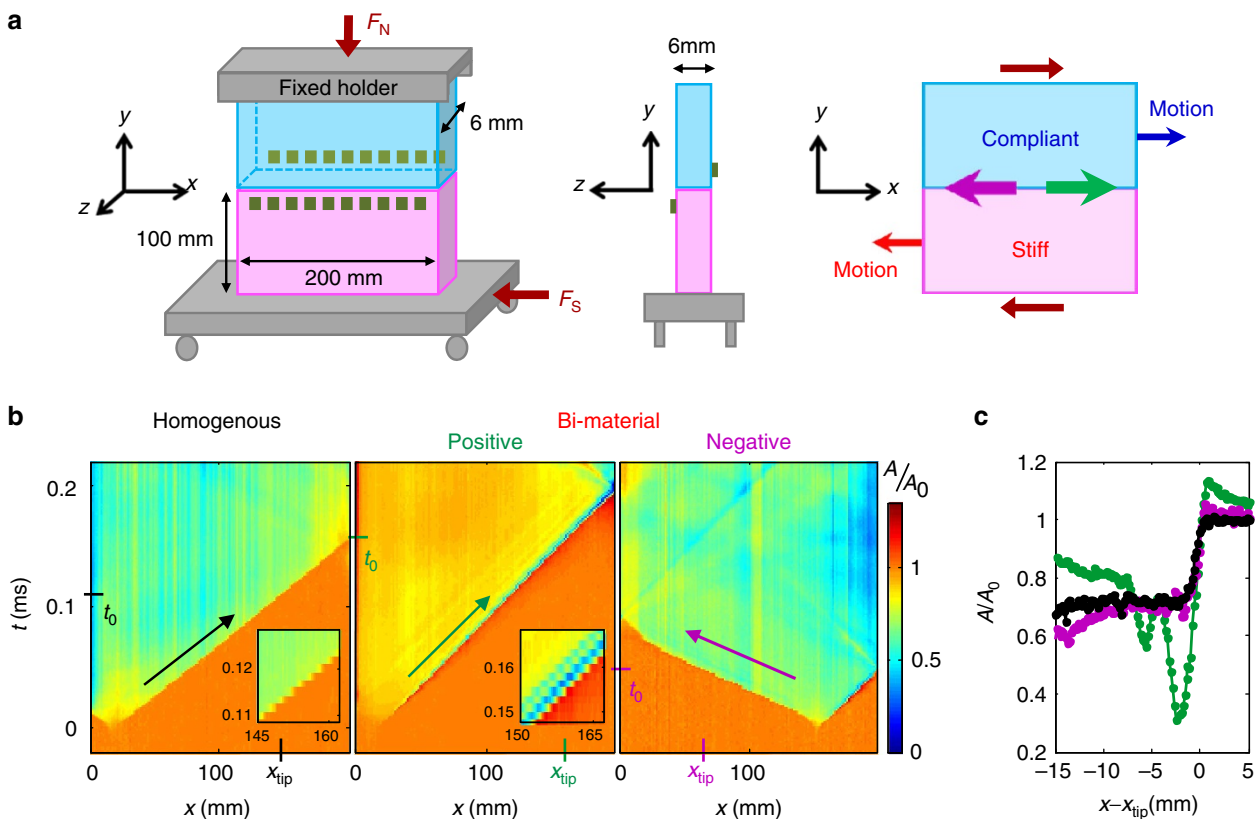 a
F_N
Fixed holder
6 mm
y
x
z
100 mm
200 mm
F_S
6mm
y
z
y
x
Compliant
Motion
Stiff
Motion
b
Homogenous
Bi-material
Positive
Negative
0.2
0.1
0
t (ms)
t_0
0.12
0.11
145 160
0 100 x_tip
x (mm)
t_0
0.16
0.15
150 165
0 100 x_tip
x (mm)
t_0
0 x_tip 100
x (mm)
A/A_0
1
0.5
0
c
1.2
1
0.8
0.6
0.4
0.2
A/A_0
−15 −10 −5 0 5
x−x_tip(mm)